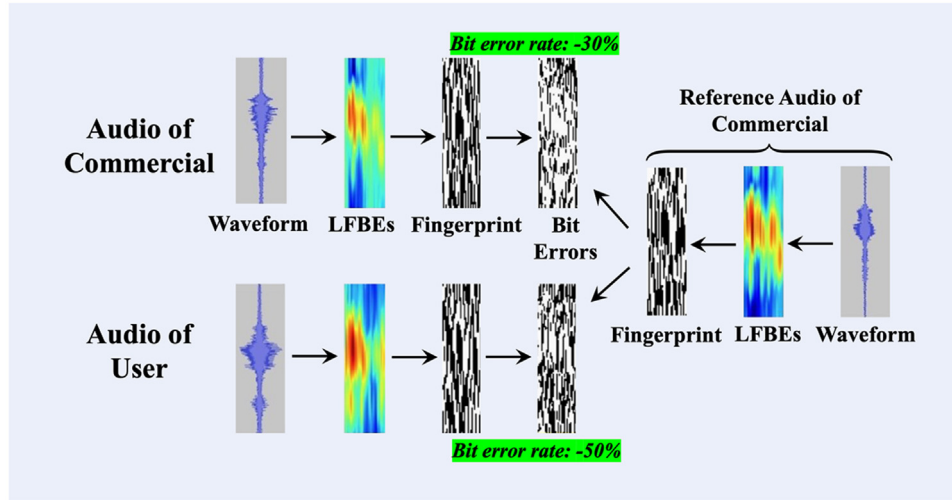 Bit error rate: -30%
Audio of
Commercial
Waveform
LFBEs
Fingerprint
Bit
Errors
Reference Audio of
Commercial
Fingerprint
LFBEs
Waveform
Audio of
User
Bit error rate: -50%